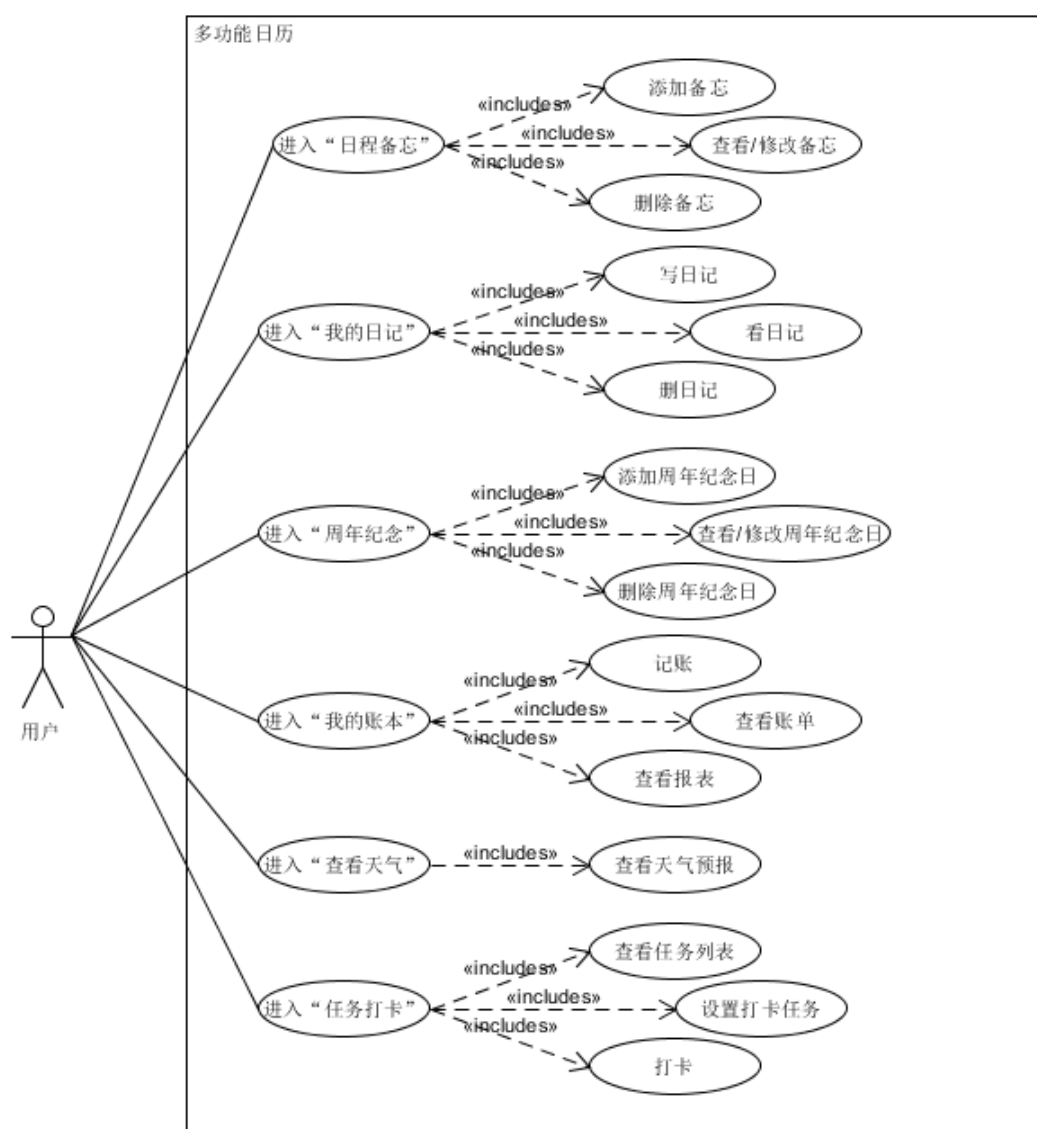 多功能日历
添加备忘
«includes»
进入“日程备忘”
«includes»
查看/修改备忘
«includes»
删除备忘
写日记
«includes»
进入“我的日记”
«includes»
看日记
«includes»
删日记
添加周年纪念日
«includes»
进入“周年纪念”
«includes»
查看/修改周年纪念日
«includes»
删除周年纪念日
用户
记账
«includes»
进入“我的账本”
«includes»
查看账单
«includes»
查看报表
进入“查看天气”
«includes»
查看天气预报
查看任务列表
«includes»
进入“任务打卡”
«includes»
设置打卡任务
«includes»
打卡